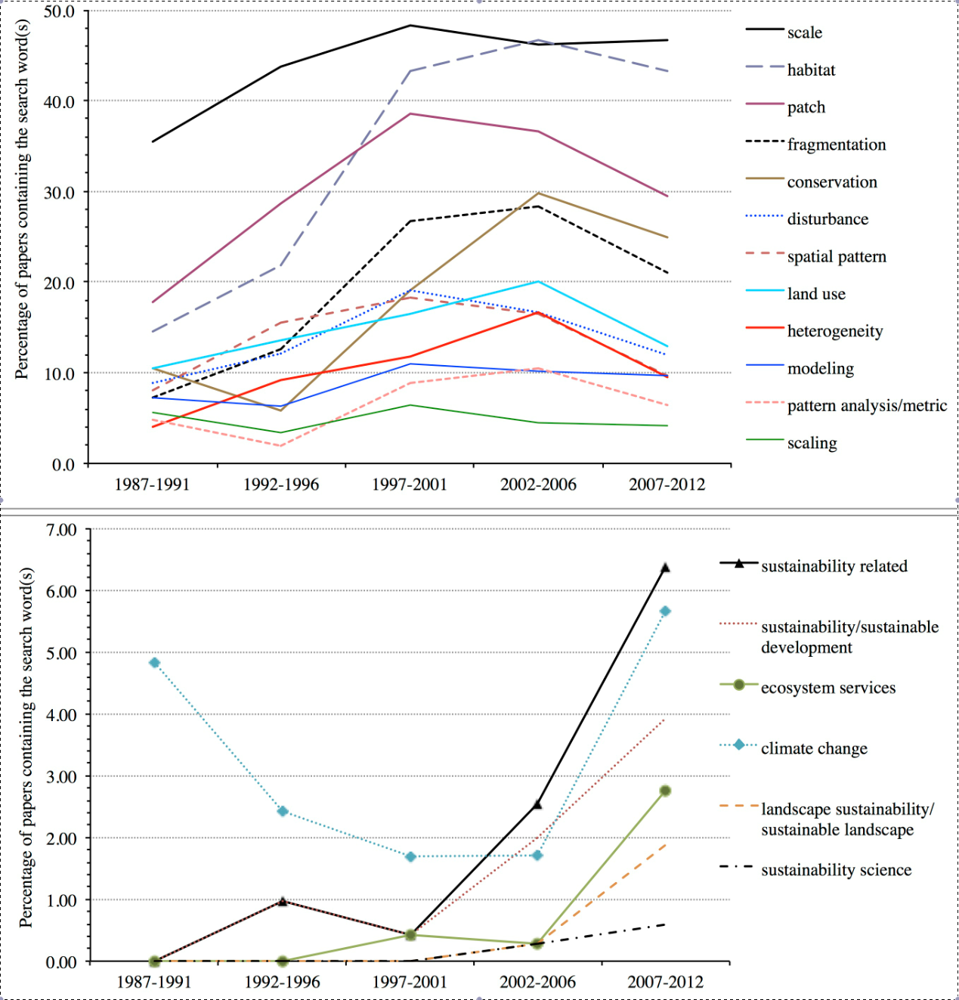 Percentage of papers containing the search word(s)
50.0
40.0
30.0
20.0
10.0
0.0
1987-1991
1992-1996
1997-2001
2002-2006
2007-2012
scale
habitat
patch
fragmentation
conservation
disturbance
spatial pattern
land use
heterogeneity
modeling
pattern analysis/metric
scaling
Percentage of papers containing the search word(s)
7.00
6.00
5.00
4.00
3.00
2.00
1.00
0.00
1987-1991
1992-1996
1997-2001
2002-2006
2007-2012
sustainability related
sustainability/sustainable
development
ecosystem services
climate change
landscape sustainability/
sustainable landscape
sustainability science